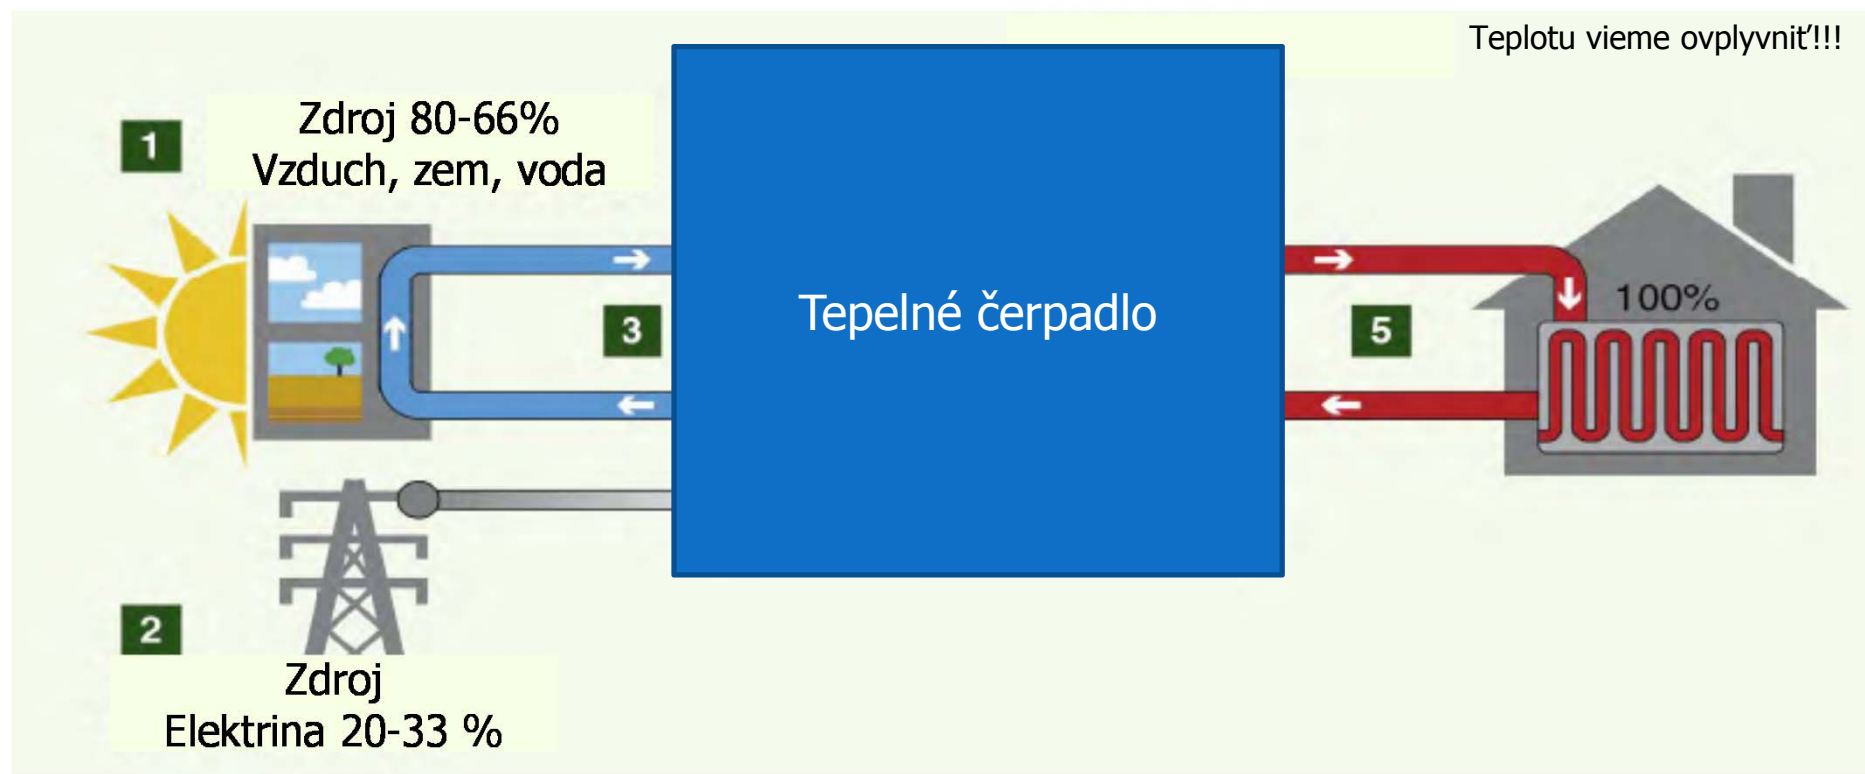 Teplotu vieme ovplyvniť!!!
1
Zdroj 80-66%
Vzduch, zem, voda
3
Tepelné čerpadlo
5
100%
2
Zdroj
Elektrina 20-33 %